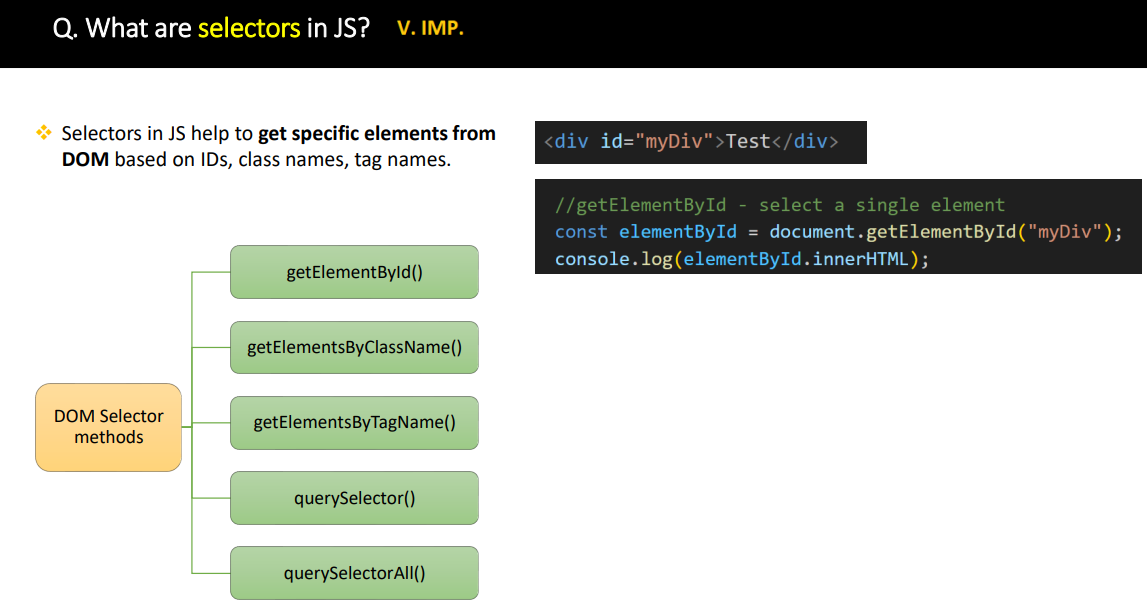 Q. What are selectors in JS? V. IMP.
Selectors in JS help to get specific elements from
DOM based on IDs, class names, tag names.
DOM Selector
methods
getElementById()
getElementsByClassName()
getElementsByTagName()
querySelector()
querySelectorAll()
<div id="myDiv">Test</div>
//getElementById - select a single element
const elementById = document.getElementById("myDiv");
console.log(elementById.innerHTML);